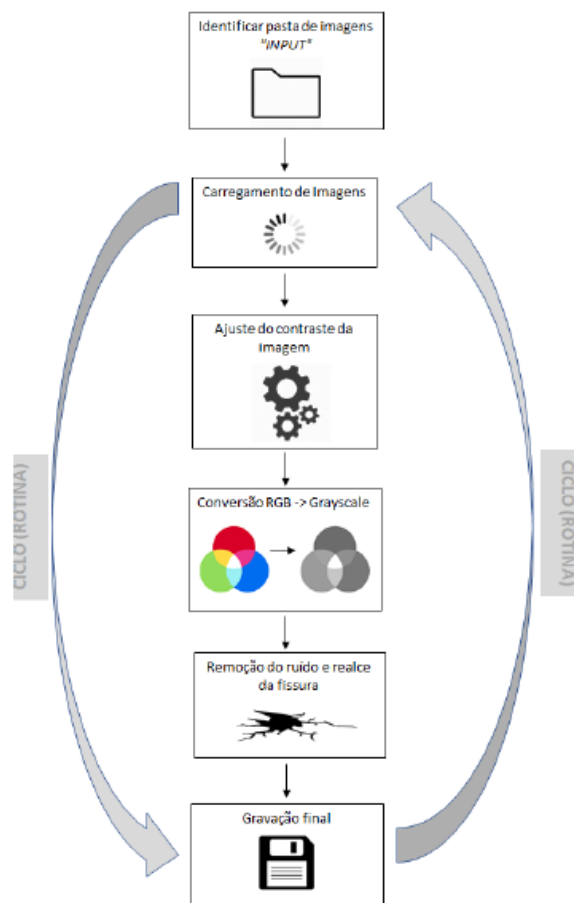 Identificar pasta de imagens
"INPUT"
Carregamento de Imagens
Ajuste do contraste da
imagem
CICLO (ROTINA)
CICLO (ROTINA)
Conversão RGB -> Grayscale
Remoção do ruído e realce
da fissura
Gravação final